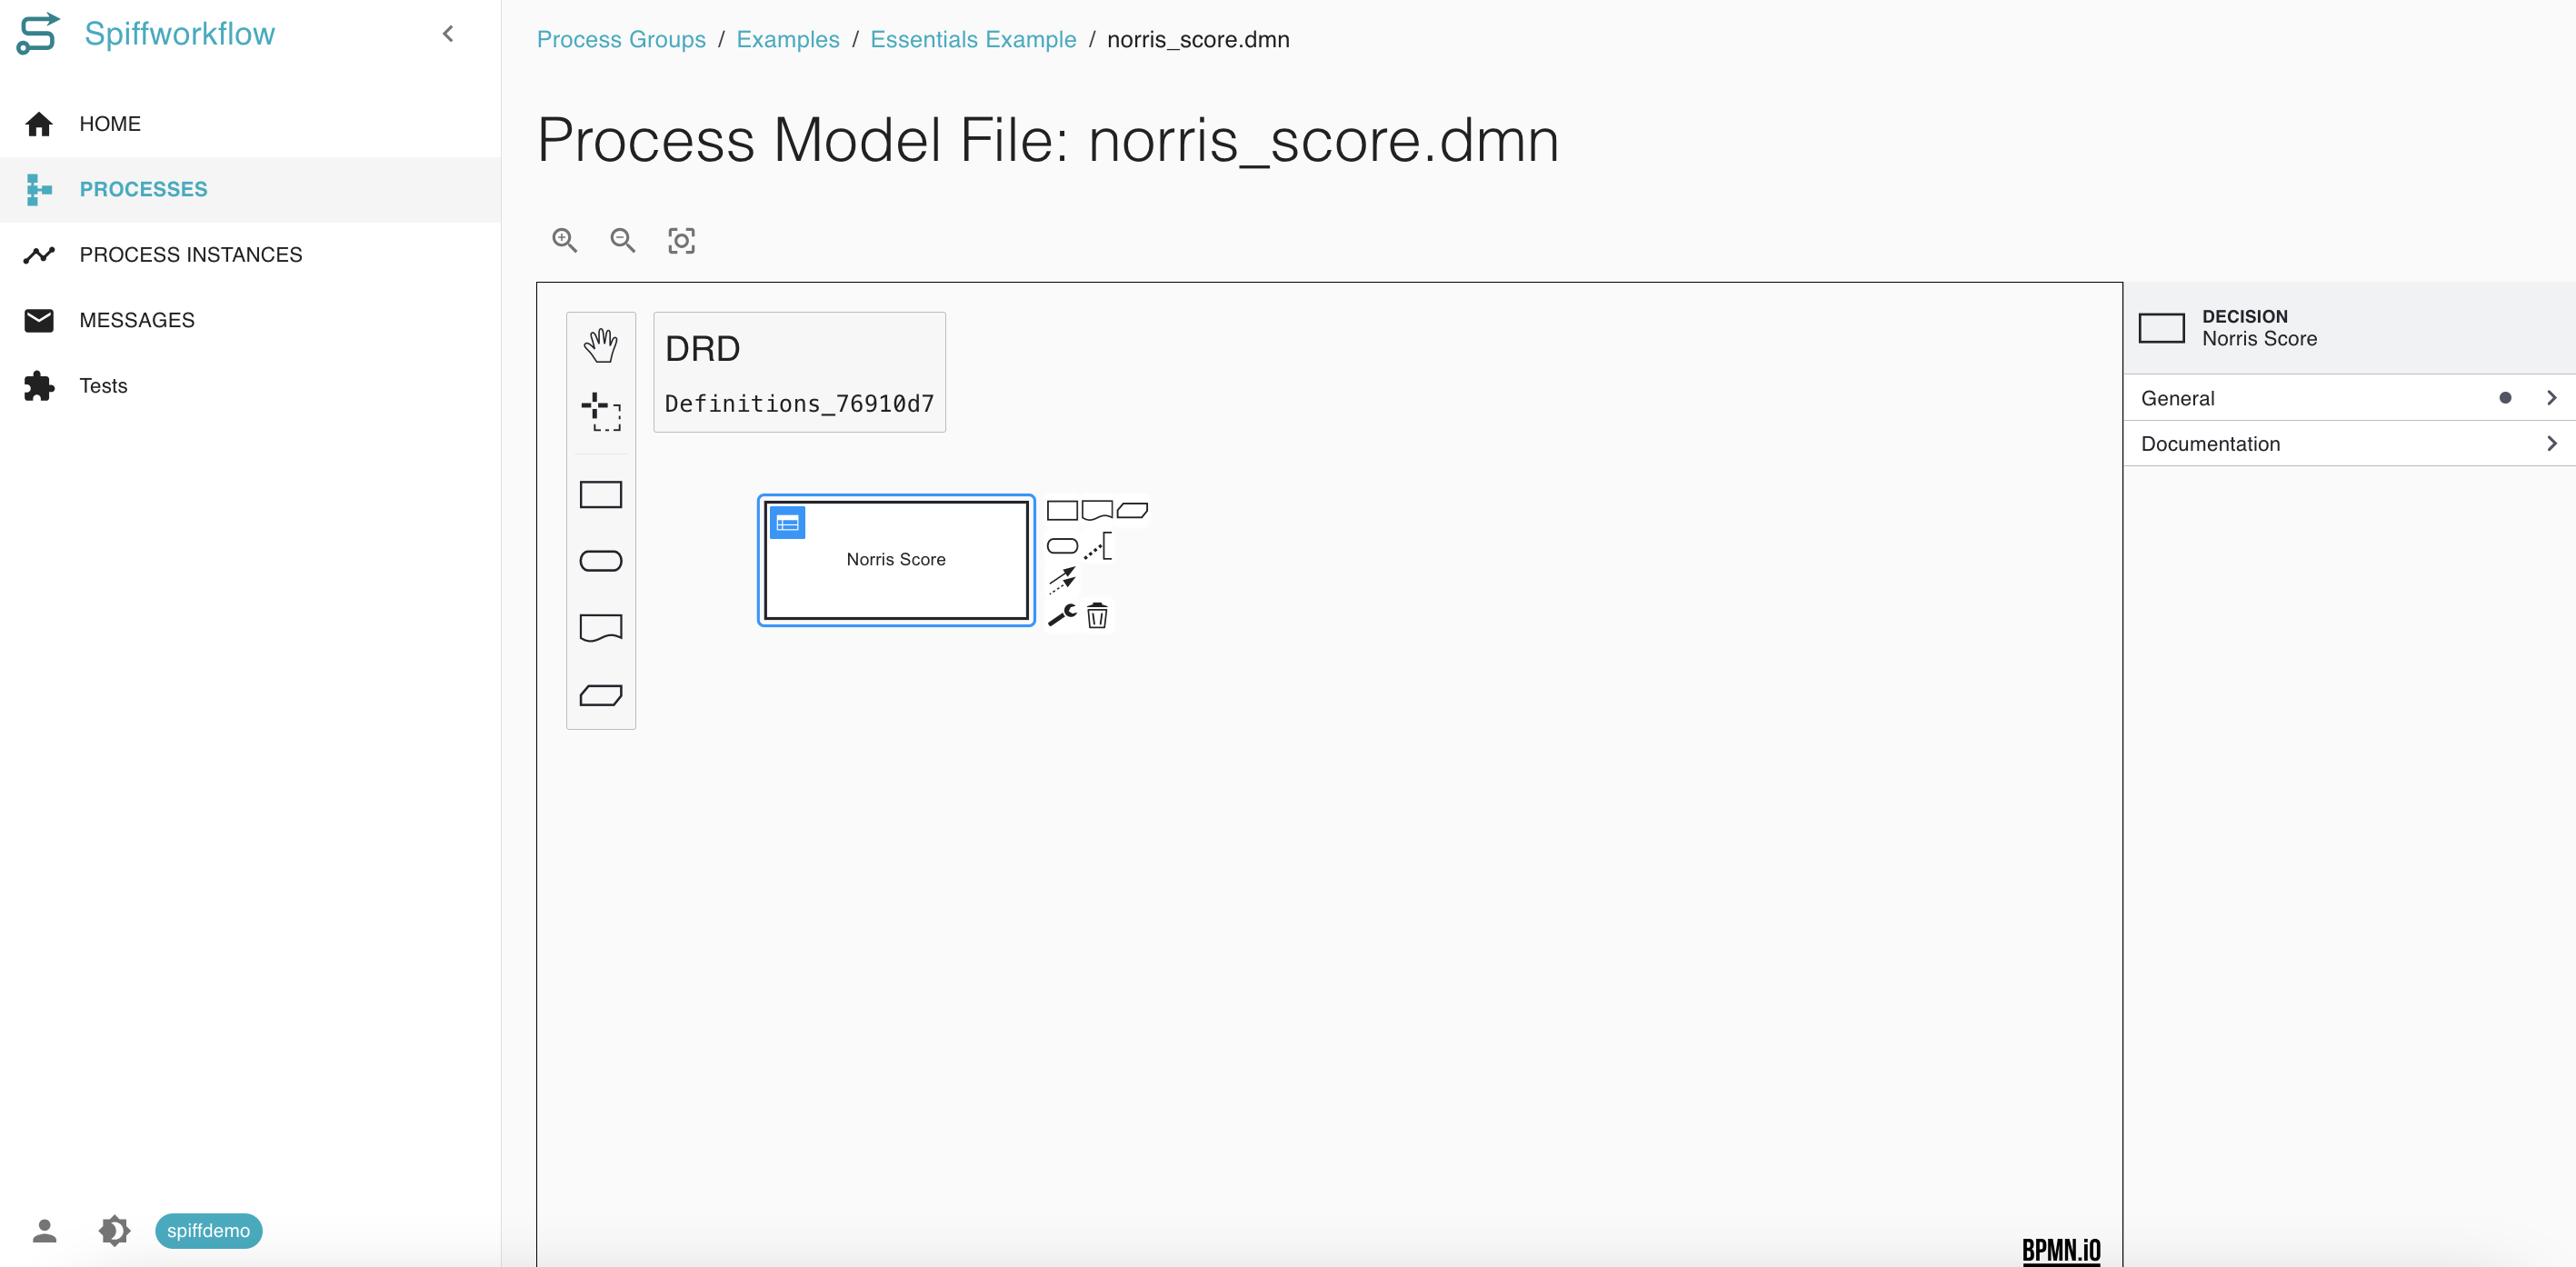 Spiffworkflow
HOME
PROCESSES
PROCESS INSTANCES
MESSAGES
Tests
spiffdemo
Process Groups / Examples / Essentials Example / norris_score.dmn
Process Model File: norris_score.dmn
DRD
Definitions_76910d7
Norris Score
BPMN.iO
DECISION
Norris Score
General
Documentation